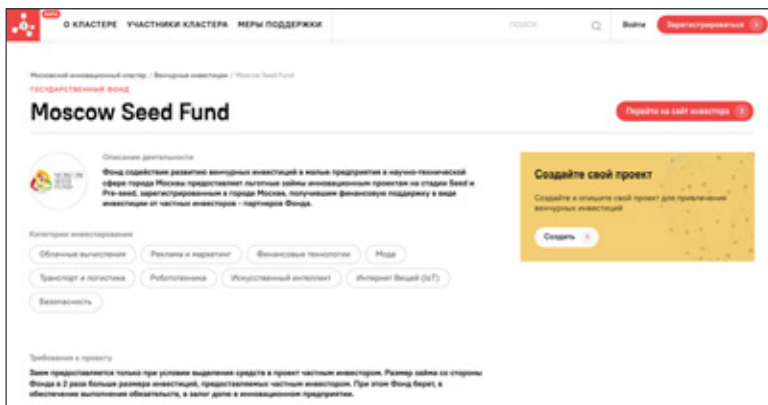 beta
О КЛАСТЕРЕ УЧАСТНИКИ КЛАСТЕРА МЕРЫ ПОДДЕРЖКИ
ПОИСК
Войти
Зарегистрироваться
Московский инновационный кластер / Венчурные инвестиции / Moscow Seed Fund
ГОСУДАРСТВЕННЫЙ ФОНД
Moscow Seed Fund
Перейти на сайт инвестора
MOSCOW
SEED
FUND
Описание деятельности
Фонд содействия развитию венчурных инвестиций в малые предприятия в научно-технической
сфере города Москвы предоставляет льготные займы инновационным проектам на стадии Seed и
Pre-seed, зарегистрированным в городе Москва, получившим финансовую поддержку в виде
инвестиции от частных инвесторов - партнеров Фонда.
Создайте свой проект
Создайте и опишите свой проект для привлечения
венчурных инвестиций
Создать
Категории инвестирования
Облачные вычисления
Реклама и маркетинг
Финансовые технологии
Мода
Транспорт и логистика
Робототехника
Искусственный интеллект
Интернет Вещей (IoT)
Безопасность
Требования к проекту
Заем предоставляется только при условии выделения средств в проект частным инвестором. Размер займа со стороны
Фонда в 2 раза больше размера инвестиций, предоставляемых частным инвестором. При этом Фонд берет, в
обеспечение выполнения обязательств, в залог долю в инновационном предприятии.